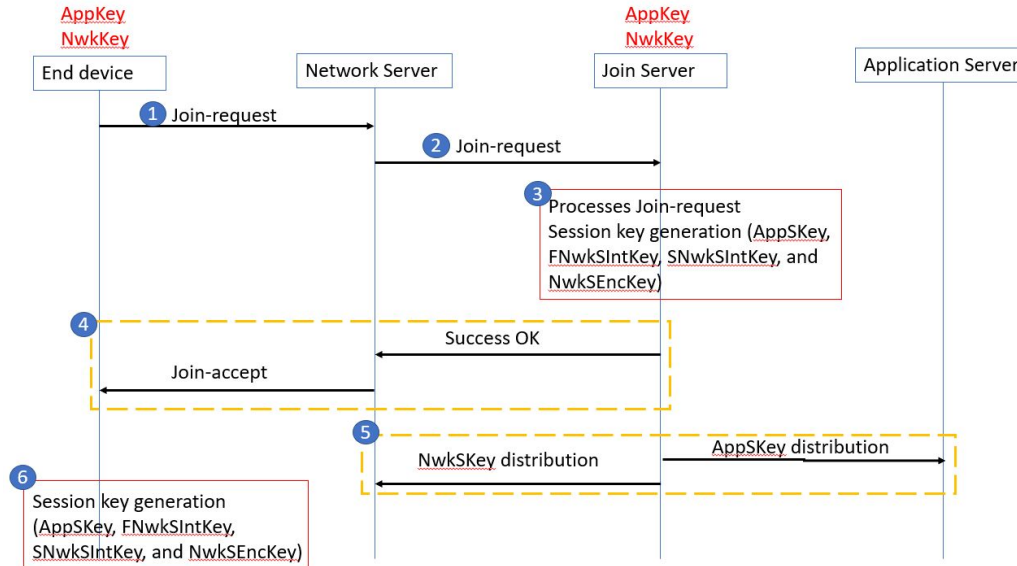 AppKey
NwkKey
AppKey
NwkKey
End device
Network Server
Join Server
Application Server
1 Join-request
2 Join-request
3
Processes Join-request
Session key generation (AppSKey,
FNwkSIntKey, SNwkSIntKey, and
NwkSEncKey)
4
Success OK
Join-accept
5
AppSKey distribution
NwkSKey distribution
6
Session key generation
(AppSKey, FNwkSIntKey,
SNwkSIntKey, and NwkSEncKey)